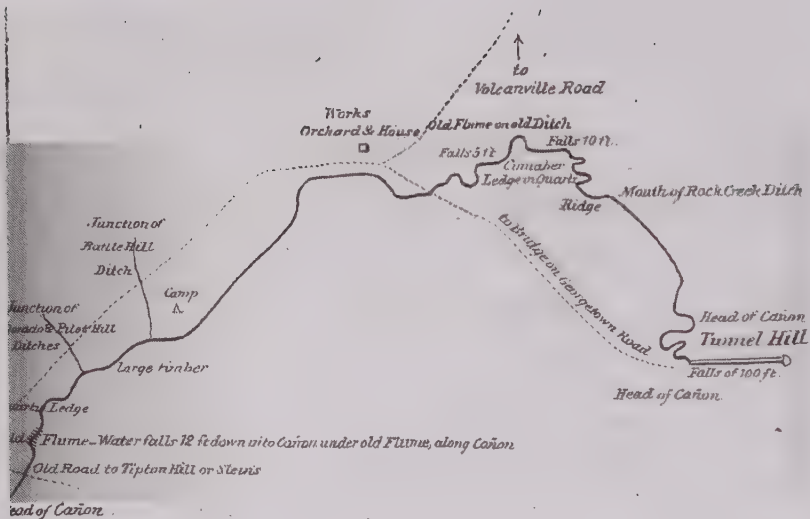 to
Volcanville Road
Works
Orchard & House
Old Flume on old Ditch
Falls 5 ft
Falls 10 ft.
Cinnaber
Ledge in Quartz
Ridge
Mouth of Rock Creek Ditch
to Bridge on Georgetown Road
Junction of
Ditch
Camp
Junction of
Pilot Hill
Ditches
Large timber
Head of Cañon
Tunnel Hill
Falls of 100 ft.
Head of Cañon.
Ledge
Flume - Water falls 12 ft down into Cañon under old Flume, along Cañon
Old Road to Tipton Hill or
ead of Cañon.